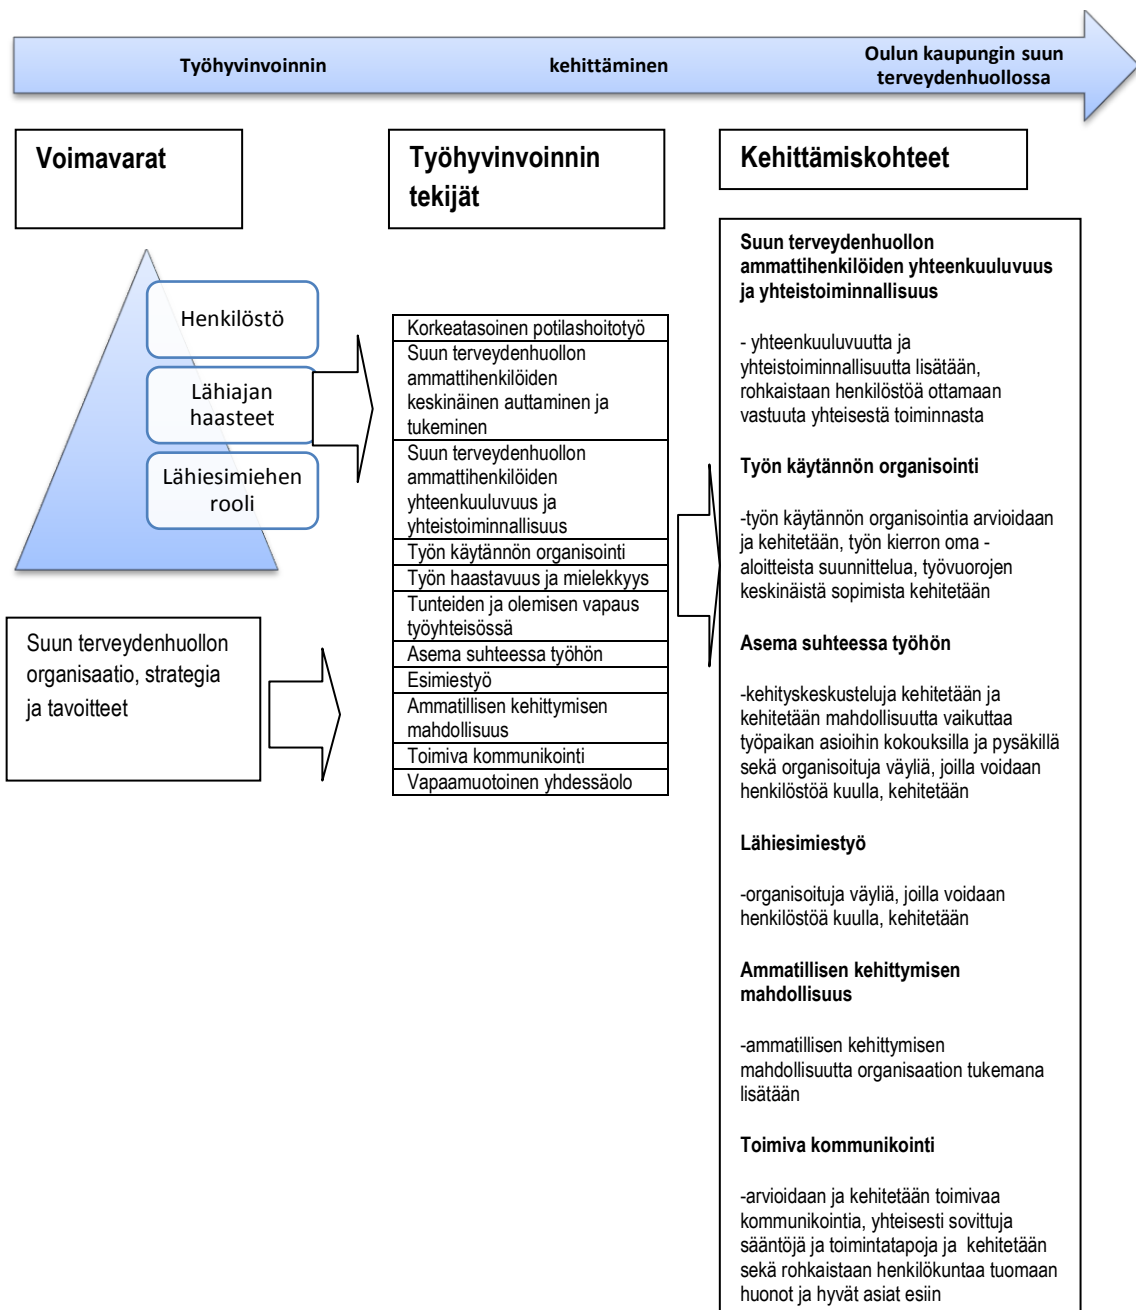 Työhyvinvoinnin kehittäminen Oulun kaupungin suun
terveydenhuollossa
Voimavarat
Henkilöstö
Lähiajan
haasteet
Lähiesimiehen
rooli
Suun terveydenhuollon
organisaatio, strategia
ja tavoitteet
Työhyvinvoinnin
tekijät
Korkeatasoinen potilashoitotyö
Suun terveydenhuollon
ammattihenkilöiden
keskinäinen auttaminen ja
tukeminen
Suun terveydenhuollon
ammattihenkilöiden
yhteenkuuluvuus ja
yhteistoiminnallisuus
Työn käytännön organisointi
Työn haastavuus ja mielekkyys
Tunteiden ja olemisen vapaus
työyhteisössä
Asema suhteessa työhön
Esimiestyö
Ammatillisen kehittymisen
mahdollisuus
Toimiva kommunikointi
Vapaamuotoinen yhdessäolo
Kehittämiskohteet
Suun terveydenhuollon
ammattihenkilöiden yhteenkuuluvuus
ja yhteistoiminnallisuus
- yhteenkuuluvuutta ja
yhteistoiminnallisuutta lisätään,
rohkaistaan henkilöstöä ottamaan
vastuuta yhteisestä toiminnasta
Työn käytännön organisointi
-työn käytännön organisointia arvioidaan
ja kehitetään, työn kierron oma -
aloitteista suunnittelua, työvuorojen
keskinäistä sopimista kehitetään
Asema suhteessa työhön
-kehityskeskusteluja kehitetään ja
kehitetään mahdollisuutta vaikuttaa
työpaikan asioihin kokouksilla ja pysäkillä
sekä organisoituja väyliä, joilla voidaan
henkilöstöä kuulla, kehitetään
Lähiesimiestyö
-organisoituja väyliä, joilla voidaan
henkilöstöä kuulla, kehitetään
Ammatillisen kehittymisen
mahdollisuus
-ammatillisen kehittymisen
mahdollisuutta organisaation tukemana
lisätään
Toimiva kommunikointi
-arvioidaan ja kehitetään toimivaa
kommunikointia, yhteisesti sovittuja
sääntöjä ja toimintatapoja ja kehitetään
sekä rohkaistaan henkilökuntaa tuomaan
huonot ja hyvät asiat esiin